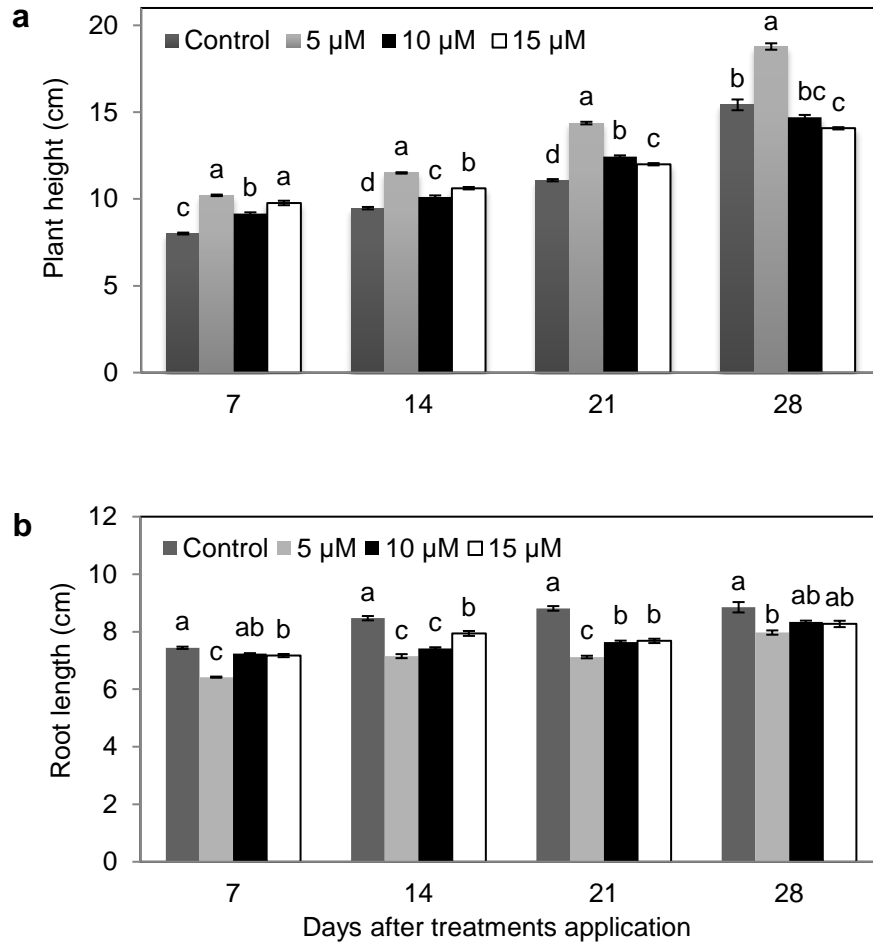 a
Plant height (cm)
20
15
10
5
0
Control 5 µM 10 µM 15 µM
c a b a
d a c b
d a b c
b a bc c
7 14 21 28
b
Root length (cm)
12
10
8
6
4
2
0
Control 5 µM 10 µM 15 µM
a c ab b
a c c b
a c b b
a b ab ab
7 14 21 28
Days after treatments application